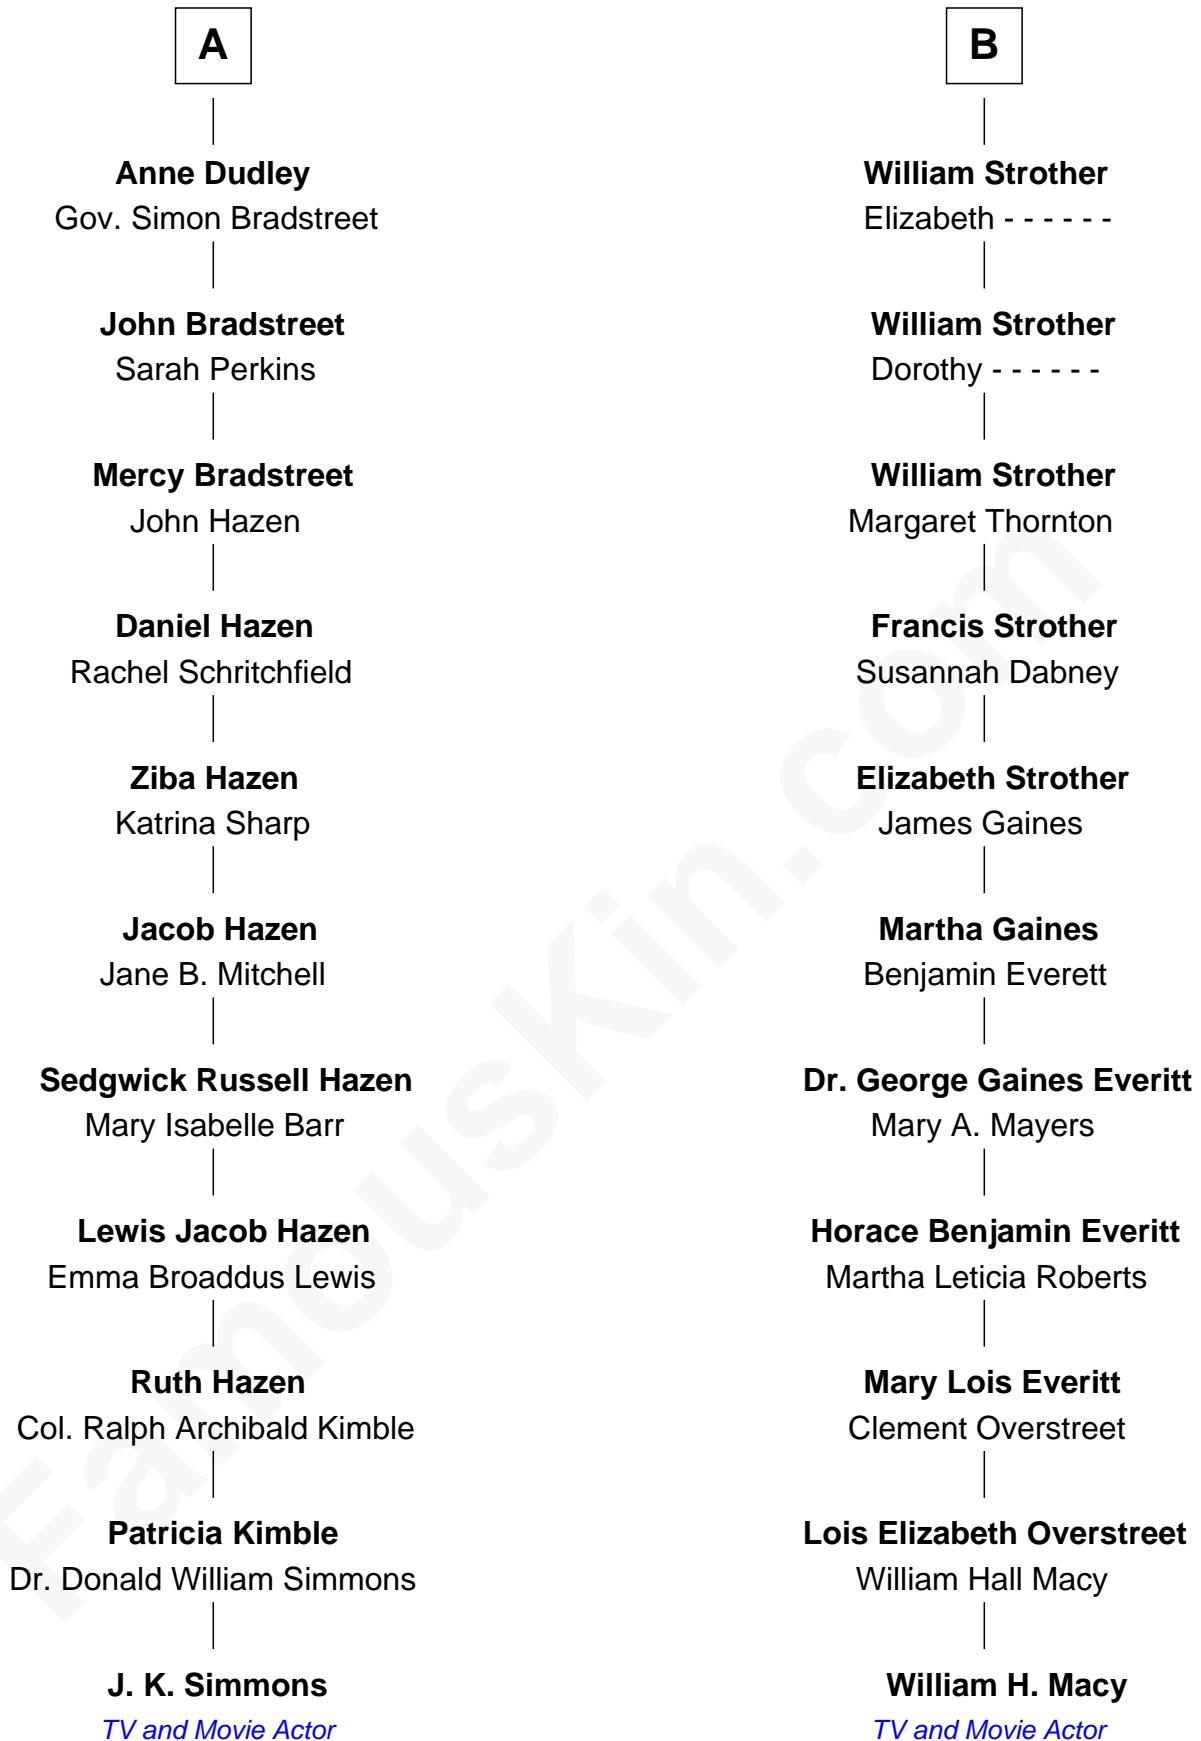 A
Anne Dudley
Gov. Simon Bradstreet
John Bradstreet
Sarah Perkins
Mercy Bradstreet
John Hazen
Daniel Hazen
Rachel Schritchfield
Ziba Hazen
Katrina Sharp
Jacob Hazen
Jane B. Mitchell
Sedgwick Russell Hazen
Mary Isabelle Barr
Lewis Jacob Hazen
Emma Broaddus Lewis
Ruth Hazen
Col. Ralph Archibald Kimble
Patricia Kimble
Dr. Donald William Simmons
J. K. Simmons
TV and Movie Actor
B
William Strother
Elizabeth - - - - - -
William Strother
Dorothy - - - - - -
William Strother
Margaret Thornton
Francis Strother
Susannah Dabney
Elizabeth Strother
James Gaines
Martha Gaines
Benjamin Everett
Dr. George Gaines Everitt
Mary A. Mayers
Horace Benjamin Everitt
Martha Leticia Roberts
Mary Lois Everitt
Clement Overstreet
Lois Elizabeth Overstreet
William Hall Macy
William H. Macy
TV and Movie Actor
FamousKin.com